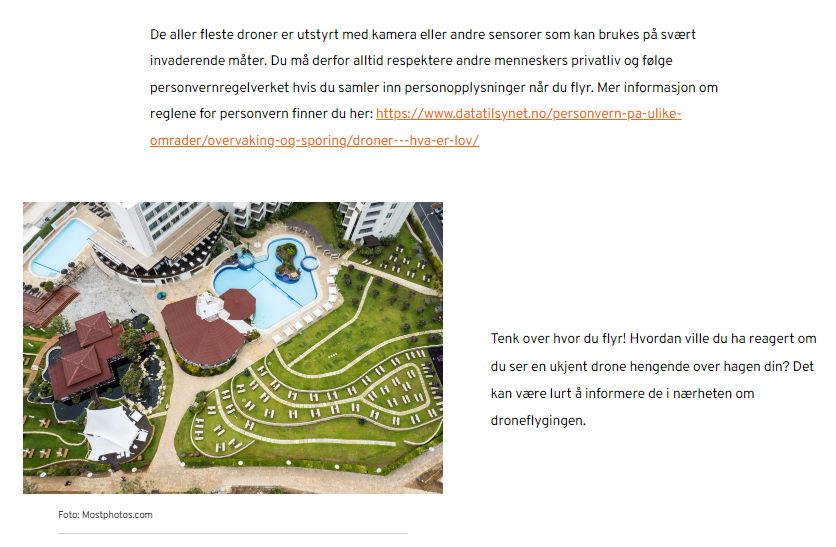 De aller fleste droner er utstyrt med kamera eller andre sensorer som kan brukes på svært
invaderende måter. Du må derfor alltid respektere andre menneskers privatliv og følge
personvernregelverket hvis du samler inn personopplysninger når du flyr. Mer informasjon om
reglene for personvern finner du her: https://www.datatilsynet.no/personvern-pa-ulike-
omrader/overvaking-og-sporing/droner---hva-er-lov/
Tenk over hvor du flyr! Hvordan ville du ha reagert om
du ser en ukjent drone hengende over hagen din? Det
kan være lurt å informere de i nærheten om
droneflygingen.
Foto: Mostphotos.com